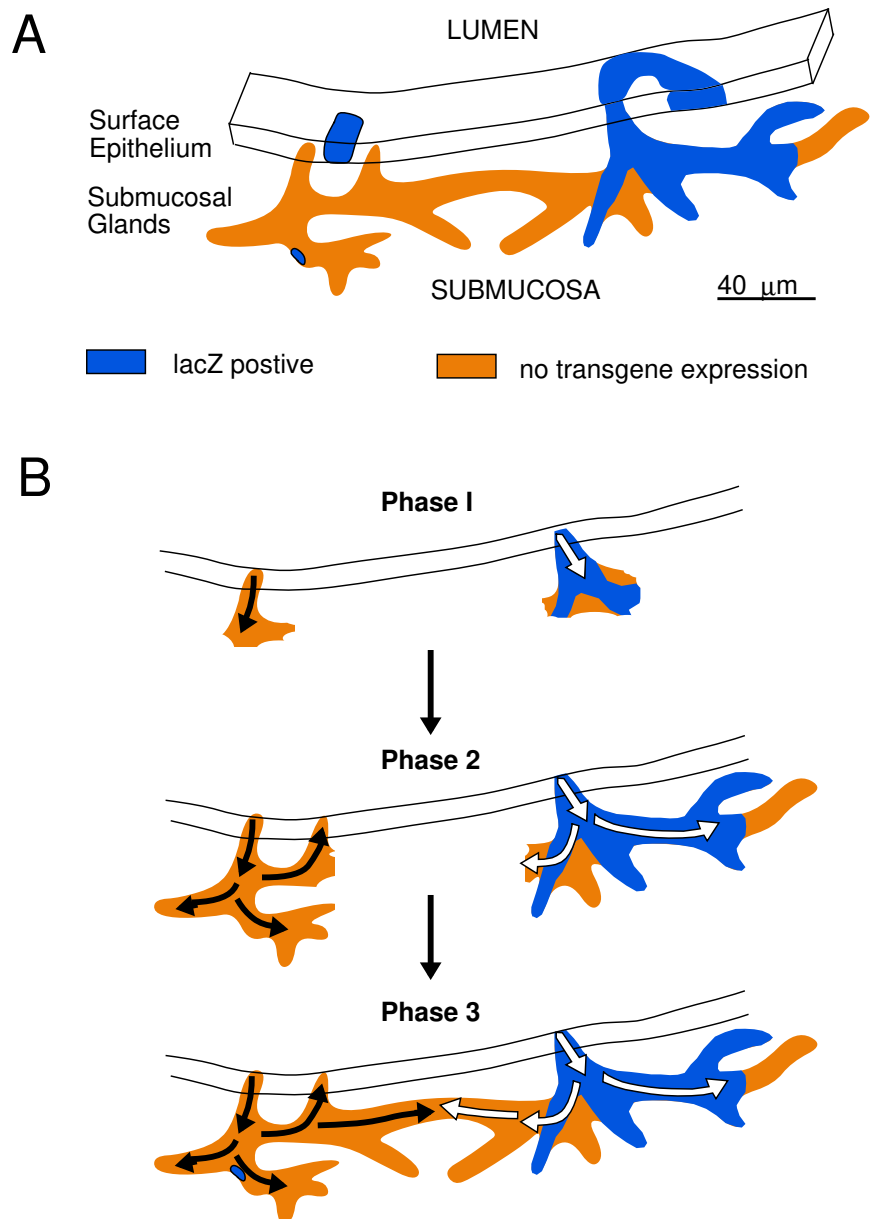 A
LUMEN
Surface
Epithelium
Submucosal
Glands
SUBMUCOSA
40 μm
lacZ postive
no transgene expression
B
Phase I
Phase 2
Phase 3